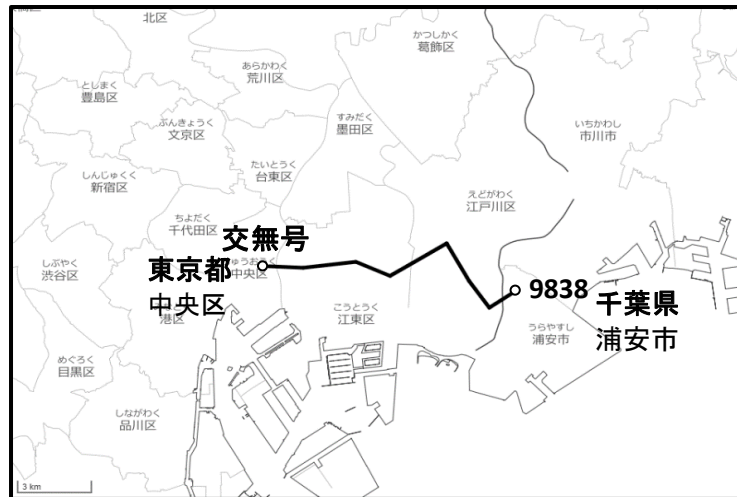 北区
かつしかく
葛飾区
あらかわく
荒川区
としまく
豊島区
ぶんきょうく
文京区
すみだく
墨田区
いちかわし
市川市
たいとうく
台東区
しんじゅくく
新宿区
えどがわく
江戸川区
ちよだく
千代田区
交無号
しぶやく
渋谷区
東京都
中央区
中央区
港区
こうとうく
江東区
9838
千葉県
浦安市
うらやすし
浦安市
めぐろく
目黒区
しながわく
品川区
3 km